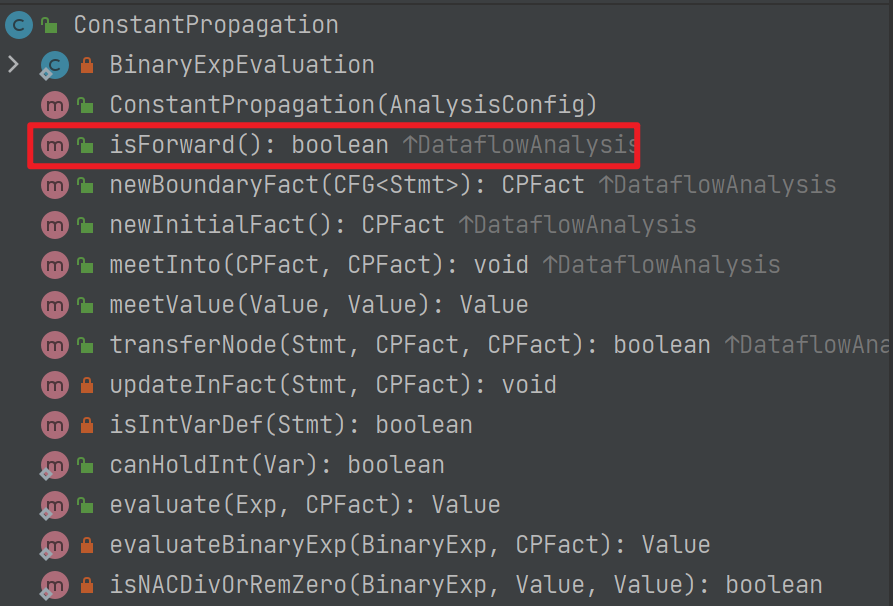 ConstantPropagation
BinaryExpEvaluation
ConstantPropagation(AnalysisConfig)
isForward(): boolean ↑DataflowAnalysis
newBoundaryFact(CFG<Stmt>): CPFact ↑DataflowAnalysis
newInitialFact(): CPFact ↑DataflowAnalysis
meetInto(CPFact, CPFact): void ↑DataflowAnalysis
meetValue(Value, Value): Value
transferNode(Stmt, CPFact, CPFact): boolean ↑DataflowAna
updateInFact(Stmt, CPFact): void
isIntVarDef(Stmt): boolean
canHoldInt(Var): boolean
evaluate(Exp, CPFact): Value
evaluateBinaryExp(BinaryExp, CPFact): Value
isNACDivOrRemZero(BinaryExp, Value, Value): boolean